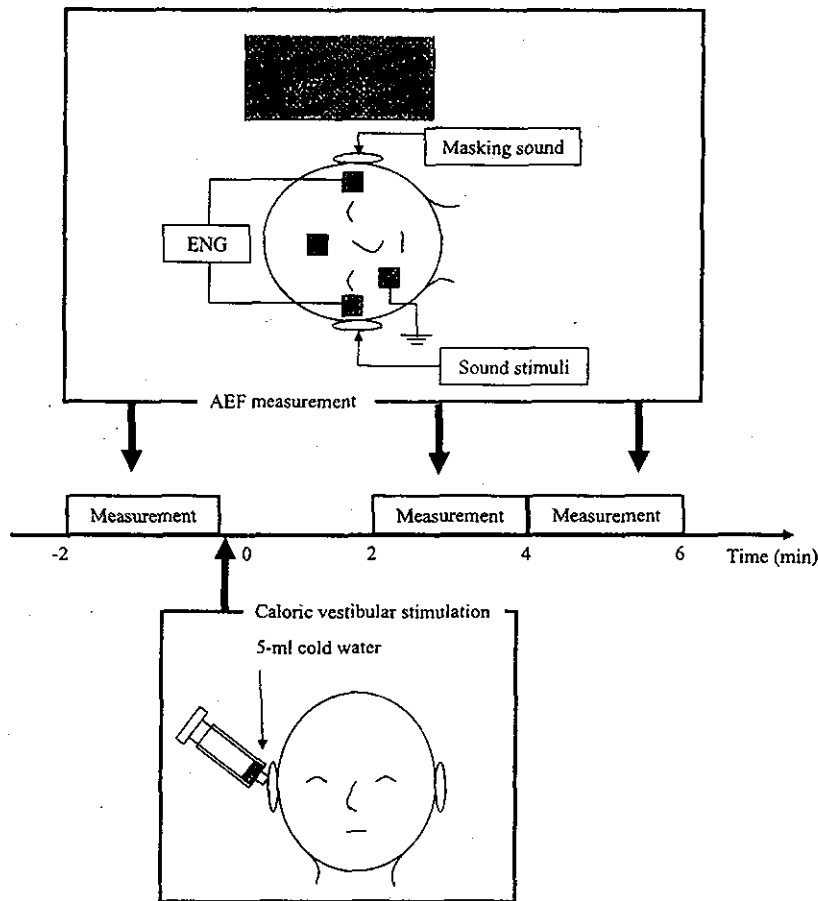 Masking sound
ENG
Sound stimuli
AEF measurement
Measurement
Measurement
Measurement
-2
0
2
4
6
Time (min)
Caloric vestibular stimulation
5-ml cold water